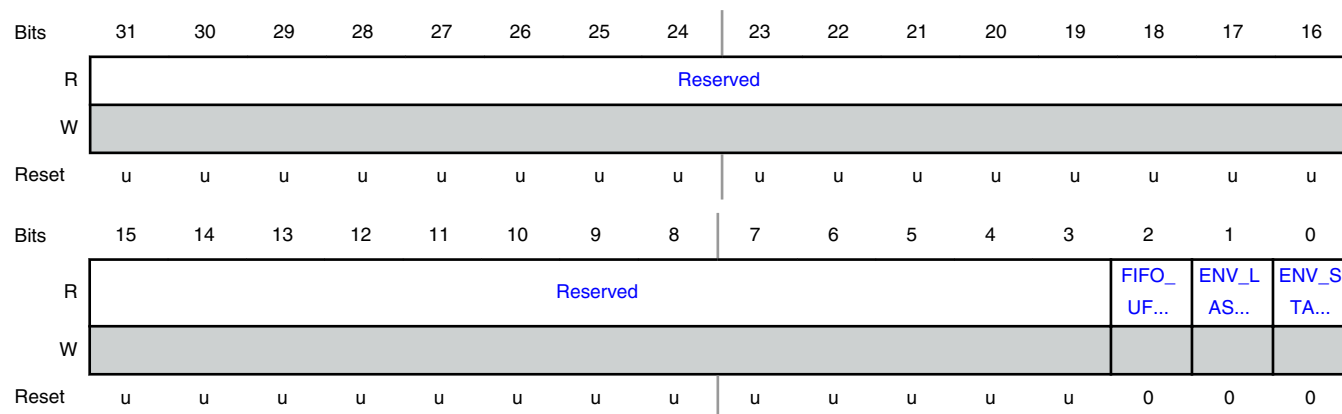 Bits 31 30 29 28 27 26 25 24 23 22 21 20 19 18 17 16
R Reserved
W
Reset u u u u u u u u u u u u u u u u
Bits 15 14 13 12 11 10 9 8 7 6 5 4 3 2 1 0
R Reserved FIFO_ UF... ENV_L AS... ENV_S TA...
W
Reset u u u u u u u u u u u u u 0 0 0